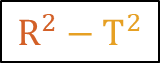 R² − T²